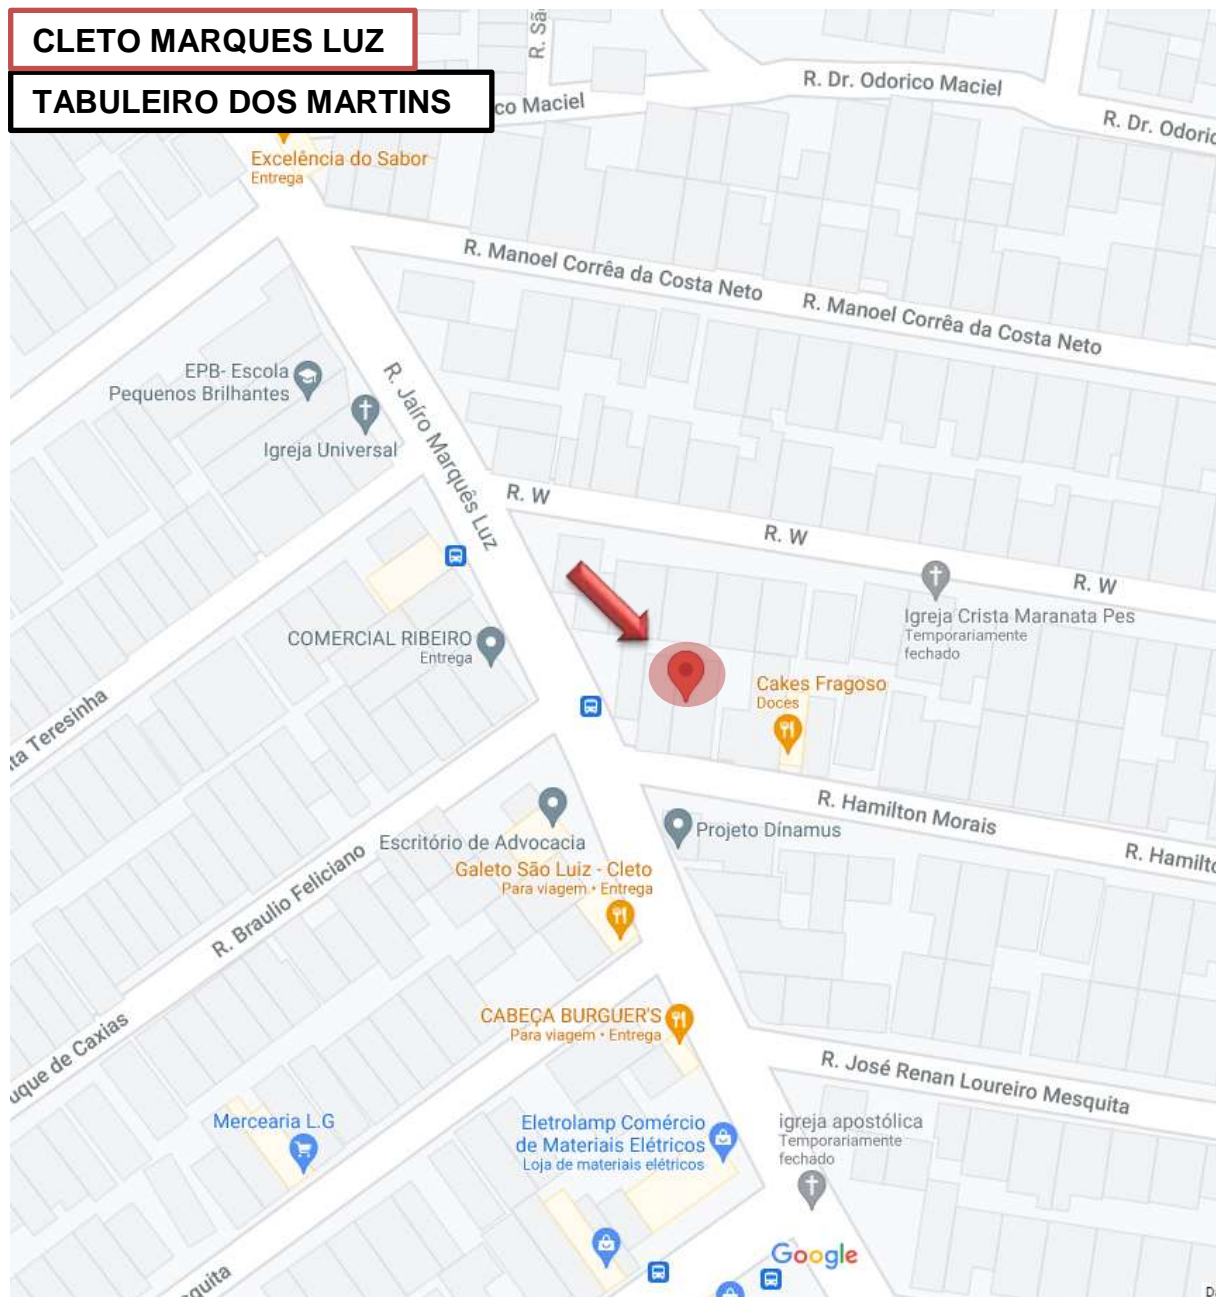 CLETO MARQUES LUZ
TABULEIRO DOS MARTINS
R. Sã
co Maciel
R. Dr. Odorico Maciel
R. Dr. Odoric
Excelência do Sabor
Entrega
R. Manoel Corrêa da Costa Neto
R. Manoel Corrêa da Costa Neto
EPB- Escola
Pequenos Brilhantes
Igreja Universal
R. Jaíro Marquês Luz
R. W
R. W
R. W
Igreja Crista Maranata Pes
Temporariamente
fechado
COMERCIAL RIBEIRO
Entrega
Cakes Fragoso
Doces
ta Teresinha
R. Hamilton Morais
R. Hamilto
Projeto Dínamus
Escritório de Advocacia
Galeto São Luiz - Cleto
Para viagem • Entrega
R. Braulio Feliciano
CABEÇA BURGUER'S
Para viagem • Entrega
uque de Caxias
R. José Renan Loureiro Mesquita
Mercearia L.G
Eletrolamp Comércio
de Materiais Elétricos
Loja de materiais elétricos
igreja apostólica
Temporariamente
fechado
Google
quita
D